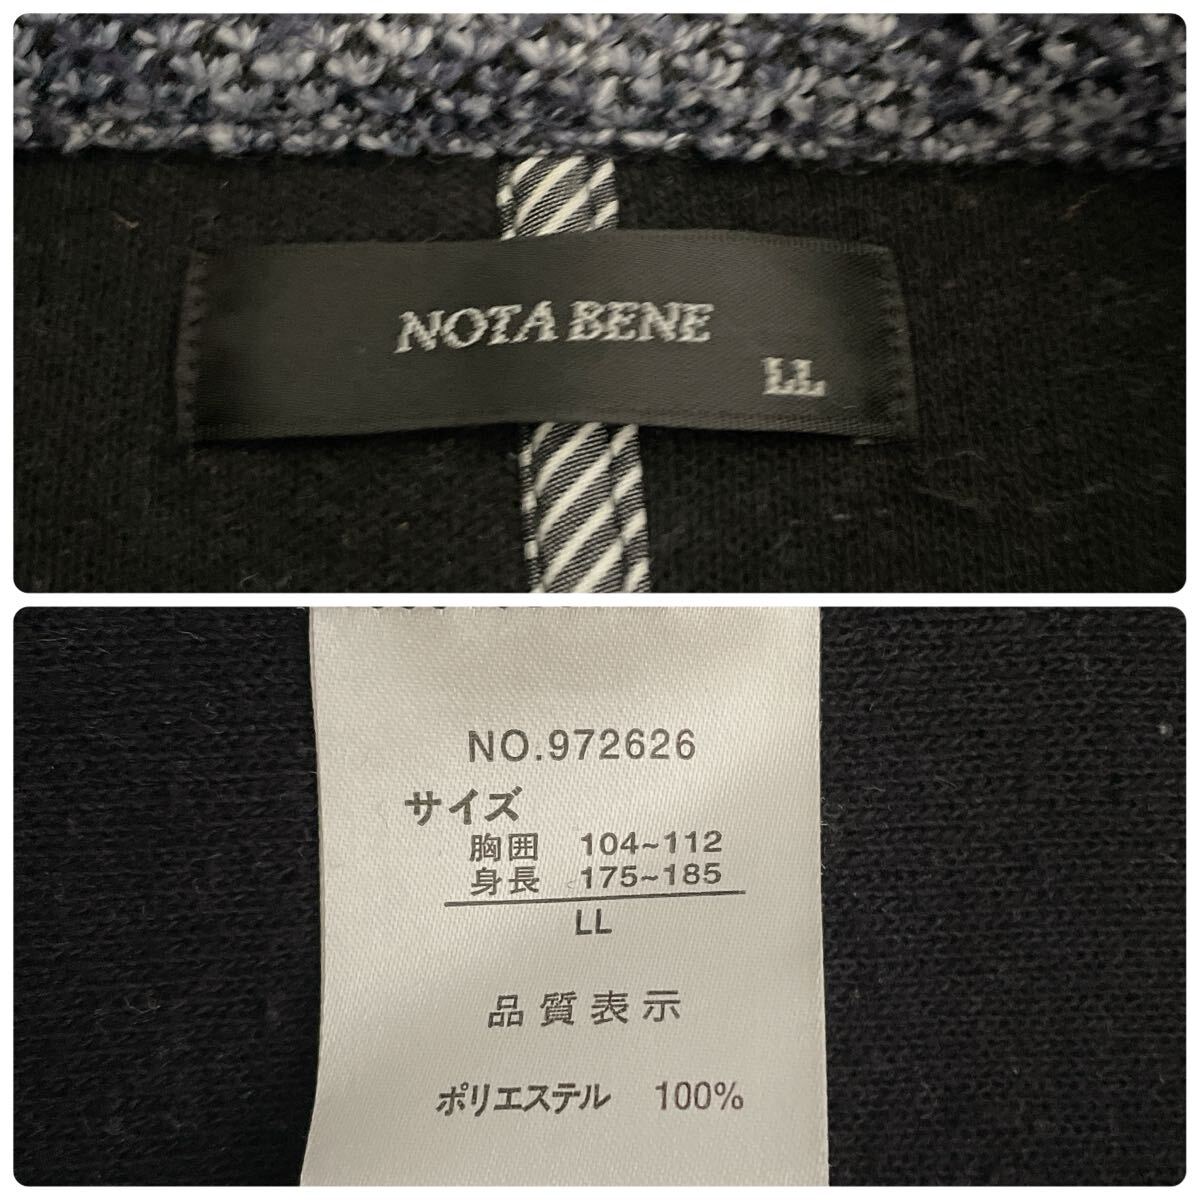 NOTA BENE
LL
NO.972626
サイズ
胸囲 104~112
身長 175~185
LL
品質表示
ポリエステル 100%